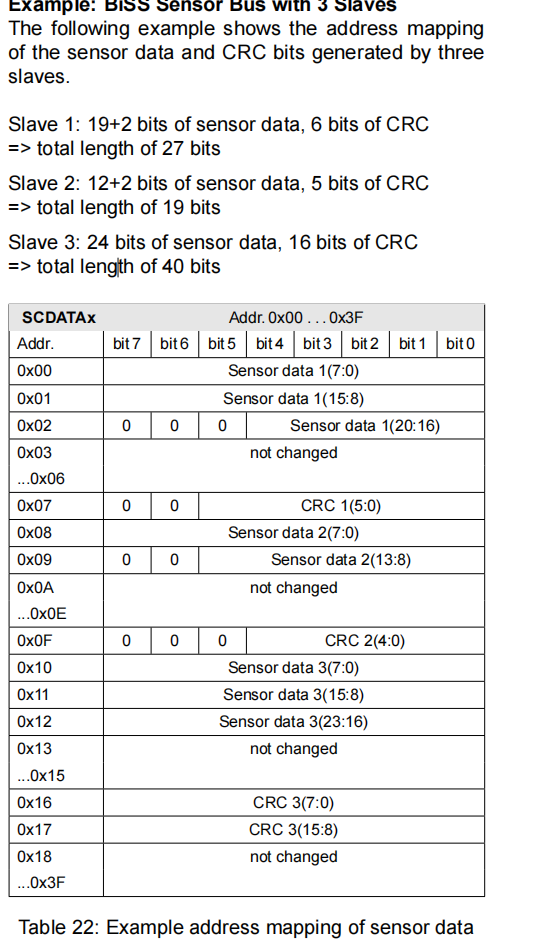 Example: BiSS Sensor Bus with 3 Slaves
The following example shows the address mapping
of the sensor data and CRC bits generated by three
slaves.
Slave 1: 19+2 bits of sensor data, 6 bits of CRC
=> total length of 27 bits
Slave 2: 12+2 bits of sensor data, 5 bits of CRC
=> total length of 19 bits
Slave 3: 24 bits of sensor data, 16 bits of CRC
=> total length of 40 bits
SCDATAx Addr. 0x00 . . . 0x3F
Addr. bit 7 bit 6 bit 5 bit 4 bit 3 bit 2 bit 1 bit 0
0x00 Sensor data 1(7:0)
0x01 Sensor data 1(15:8)
0x02 0 0 0 Sensor data 1(20:16)
0x03 not changed
...0x06
0x07 0 0 CRC 1(5:0)
0x08 Sensor data 2(7:0)
0x09 0 0 Sensor data 2(13:8)
0x0A not changed
...0x0E
0x0F 0 0 0 CRC 2(4:0)
0x10 Sensor data 3(7:0)
0x11 Sensor data 3(15:8)
0x12 Sensor data 3(23:16)
0x13 not changed
...0x15
0x16 CRC 3(7:0)
0x17 CRC 3(15:8)
0x18 not changed
...0x3F
Table 22: Example address mapping of sensor data